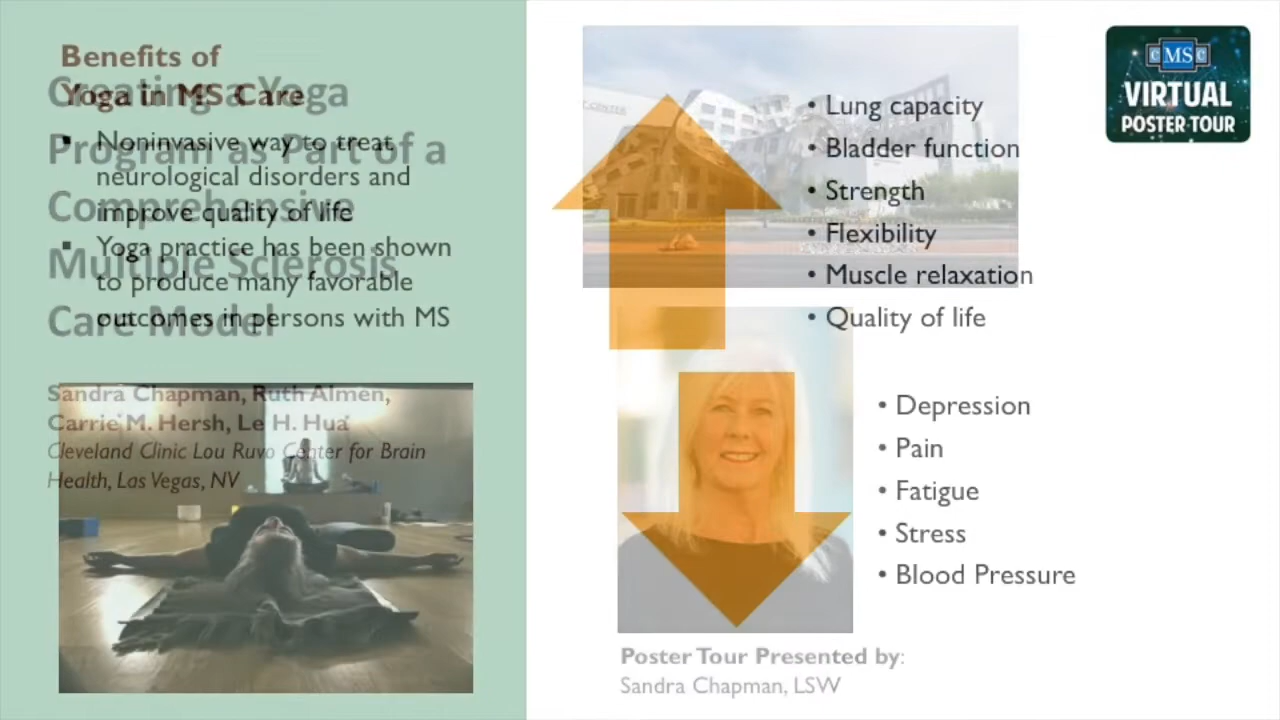 Benefits of
Yoga in MS Care
▪ Noninvasive way to treat
neurological disorders and
improve quality of life
▪ Yoga practice has been shown
to produce many favorable
outcomes in persons with MS
Creating a Yoga
Program as Part of a
Comprehensive
Multiple Sclerosis
Care Model
Sandra Chapman, Ruth Almen,
Carrie M. Hersh, Le H. Hua
Cleveland Clinic Lou Ruvo Center for Brain
Health, Las Vegas, NV
• Lung capacity
• Bladder function
• Strength
• Flexibility
• Muscle relaxation
• Quality of life
• Depression
• Pain
• Fatigue
• Stress
• Blood Pressure
Poster Tour Presented by:
Sandra Chapman, LSW
CMSC
VIRTUAL
POSTER TOUR